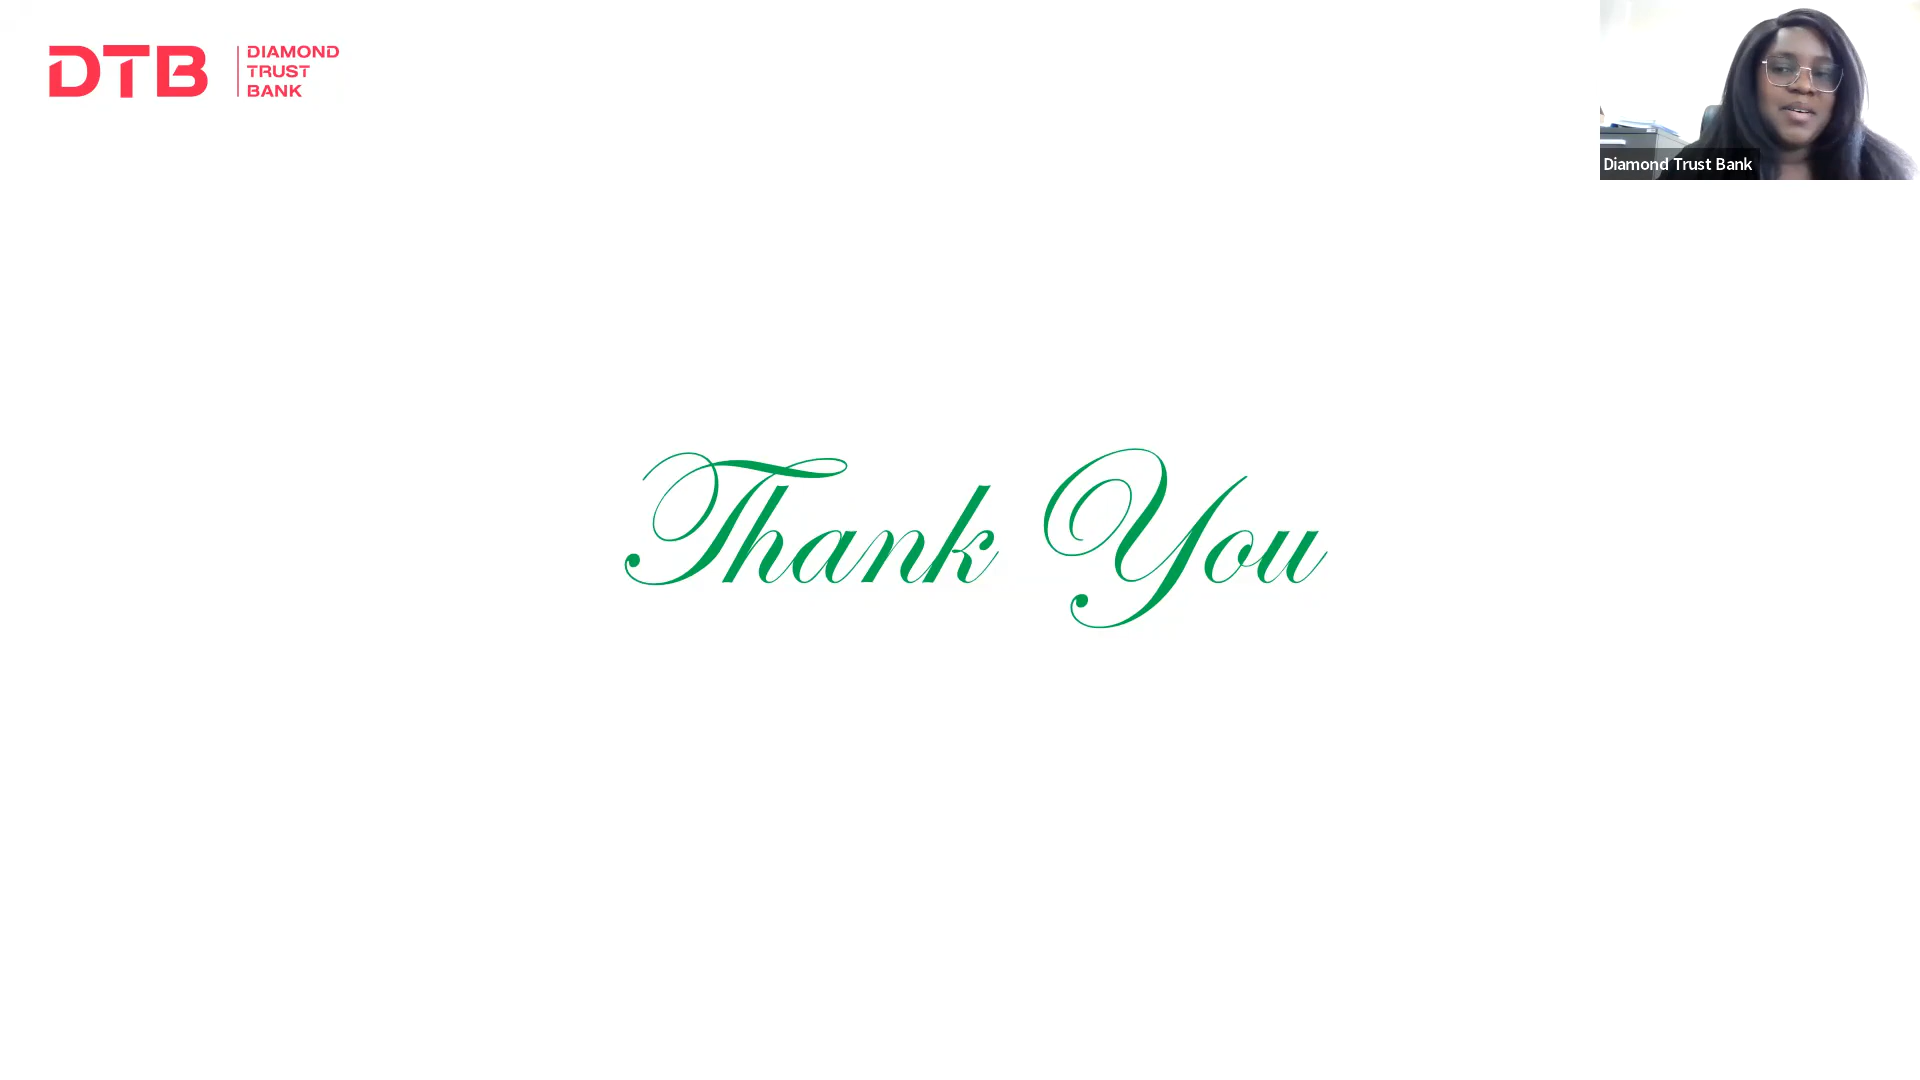 DTB
DIAMOND
TRUST
BANK
Diamond Trust Bank
Thank You